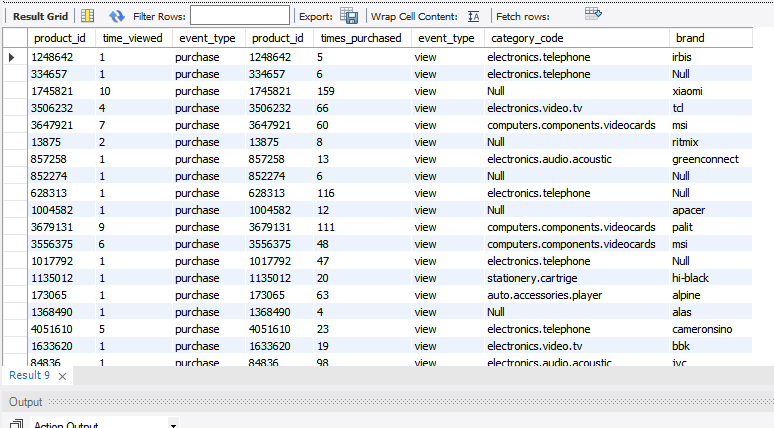 Result Grid Filter Rows: Export: Wrap Cell Content: Fetch rows:
product_id time_viewed event_type product_id times_purchased event_type category_code brand
1248642 1 purchase 1248642 5 view electronics.telephone irbis
334657 1 purchase 334657 6 view electronics.telephone Null
1745821 10 purchase 1745821 159 view Null xiaomi
3506232 4 purchase 3506232 66 view electronics.video.tv tcl
3647921 7 purchase 3647921 60 view computers.components.videocards msi
13875 2 purchase 13875 8 view Null ritmix
857258 1 purchase 857258 13 view electronics.audio.acoustic greenconnect
852274 1 purchase 852274 6 view Null Null
628313 1 purchase 628313 116 view electronics.telephone Null
1004582 1 purchase 1004582 12 view Null apacer
3679131 9 purchase 3679131 111 view computers.components.videocards palit
3556375 6 purchase 3556375 48 view computers.components.videocards msi
1017792 1 purchase 1017792 47 view electronics.telephone Null
1135012 1 purchase 1135012 20 view stationery.cartrige hi-black
173065 1 purchase 173065 63 view auto.accessories.player alpine
1368490 1 purchase 1368490 4 view Null alas
4051610 5 purchase 4051610 23 view electronics.telephone cameronsino
1633620 1 purchase 1633620 19 view electronics.video.tv bbk
84836 1 purchase 84836 98 view electronics.audio.acoustic jvc
Result 9
Output
Action Output